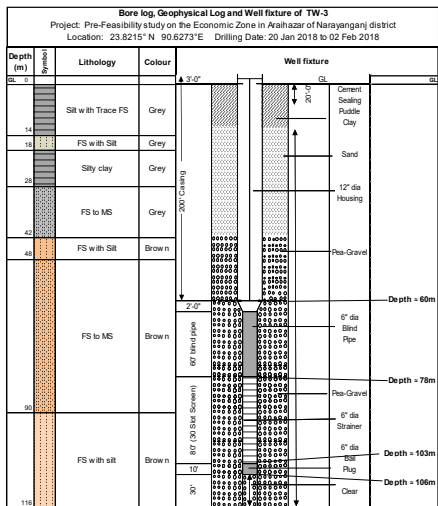 Bore log, Geophysical Log and Well fixture of TW-3
Project: Pre-Feasibility study on the Economic Zone in Araihazar of Narayanganj district
Location: 23.8215° N 90.6273°E Drilling Date: 20 Jan 2018 to 02 Feb 2018
Depth (m) Symbol Lithology Colour Well fixture
GL 0 3'-0" GL GL
20'-0"
Cement
Sealing
Puddle
Clay
Silt with Trace FS Grey
14
FS with Silt Grey
18
Sand
Silty clay Grey
28
12" dia
Housing
200' Casing
FS to MS Grey
42
FS with Silt Brown
Pea-Gravel
48
Depth = 60m
2'-0"
6" dia
Blind
Pipe
60' blind pipe
FS to MS Brown
Depth = 78m
Pea-Gravel
90
80' (30 Slot Screen)
6" dia
Strainer
6" dia
Bail
Plug
Depth = 103m
FS with silt Brown
10'
Depth = 106m
30'
Clear
116